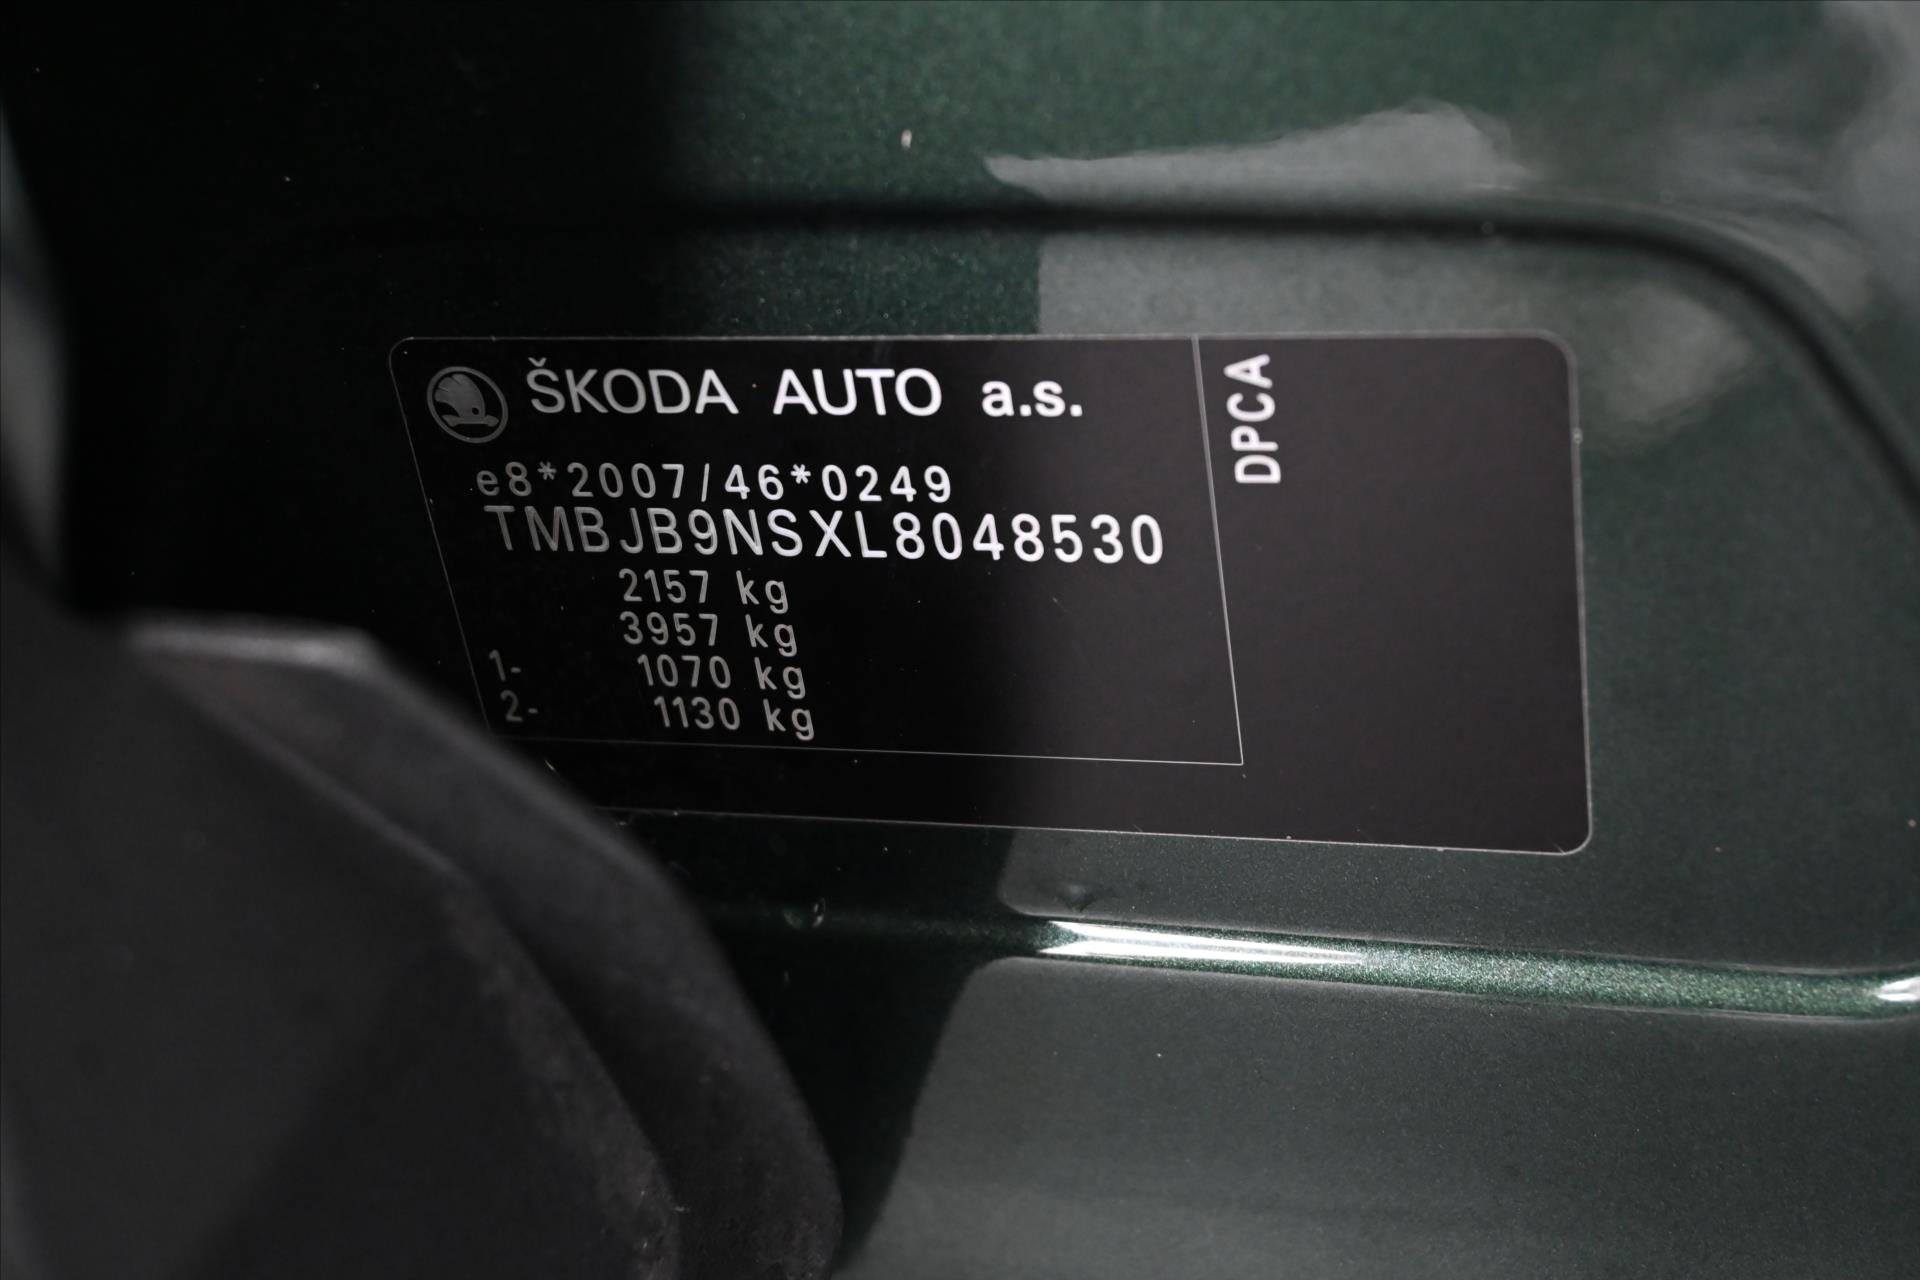 ŠKODA AUTO a.s.
e8*2007/46*0249
TMBJB9NSXL8048530
2157 kg
3957 kg
1- 1070 kg
2- 1130 kg
DPCA